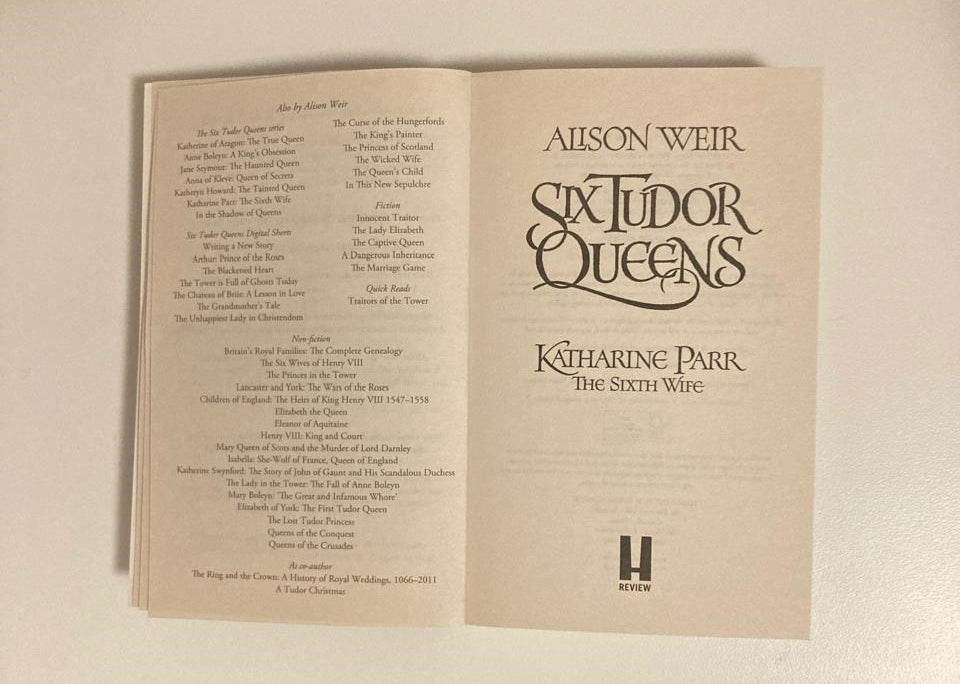 Also by Alison Weir
The Six Tudor Queens series
Katherine of Aragon: The True Queen
Anne Boleyn: A King's Obsession
Jane Seymour: The Haunted Queen
Anna of Kleve: Queen of Secrets
Katheryn Howard: The Tainted Queen
Katharine Parr: The Sixth Wife
In the Shadow of Queens
Six Tudor Queens Digital Shorts
Writing a New Story
Arthur: Prince of the Roses
The Blackened Heart
The Tower is Full of Ghosts Today
The Chateau of Briis: A Lesson in Love
The Grandmother's Tale
The Unhappiest Lady in Christendom
The Curse of the Hungerfords
The King's Painter
The Princess of Scotland
The Wicked Wife
The Queen's Child
In This New Sepulchre
Fiction
Innocent Traitor
The Lady Elizabeth
The Captive Queen
A Dangerous Inheritance
The Marriage Game
Quick Reads
Traitors of the Tower
Non-fiction
Britain's Royal Families: The Complete Genealogy
The Six Wives of Henry VIII
The Princes in the Tower
Lancaster and York: The Wars of the Roses
Children of England: The Heirs of King Henry VIII 1547–1558
Elizabeth the Queen
Eleanor of Aquitaine
Henry VIII: King and Court
Mary Queen of Scots and the Murder of Lord Darnley
Isabella: She-Wolf of France, Queen of England
Katherine Swynford: The Story of John of Gaunt and His Scandalous Duchess
The Lady in the Tower: The Fall of Anne Boleyn
Mary Boleyn: 'The Great and Infamous Whore'
Elizabeth of York: The First Tudor Queen
The Lost Tudor Princess
Queens of the Conquest
Queens of the Crusades
As co-author
The Ring and the Crown: A History of Royal Weddings, 1066–2011
A Tudor Christmas
ALISON WEIR
SIX TUDOR
QUEENS
KATHARINE PARR
THE SIXTH WIFE
H
REVIEW